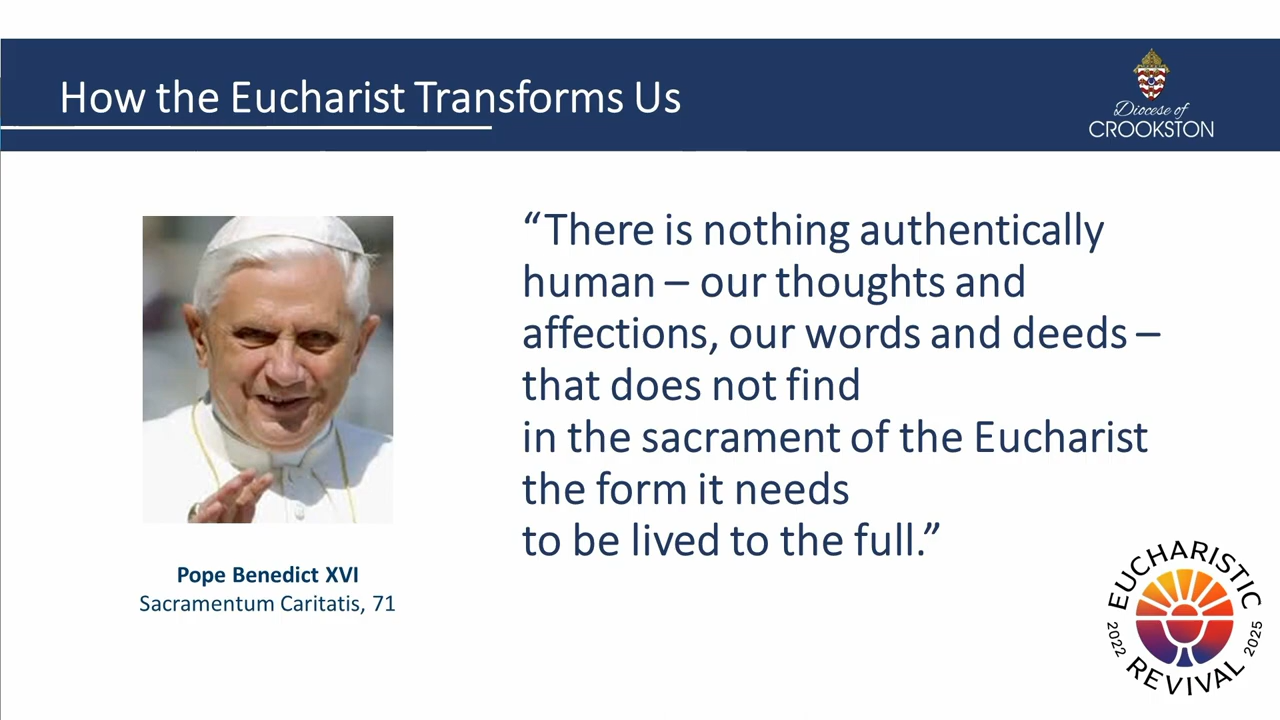 How the Eucharist Transforms Us
Diocese of
CROOKSTON
“There is nothing authentically
human – our thoughts and
affections, our words and deeds –
that does not find
in the sacrament of the Eucharist
the form it needs
to be lived to the full.”
Pope Benedict XVI
Sacramentum Caritatis, 71
EUCHARISTIC
2022 2025
REVIVAL